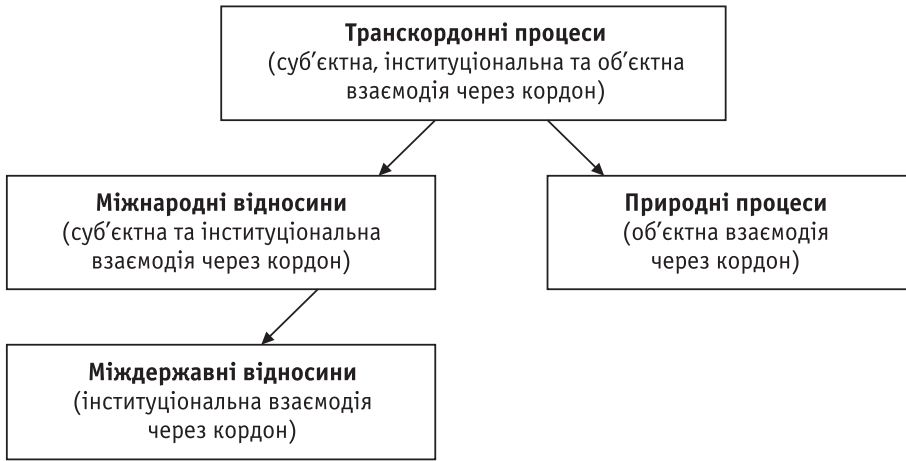 Транскордонні процеси
(суб’єктна, інституціональна та об’єктна
взаємодія через кордон)
Міжнародні відносини
(суб’єктна та інституціональна
взаємодія через кордон)
Природні процеси
(об’єктна взаємодія
через кордон)
Міждержавні відносини
(інституціональна взаємодія
через кордон)